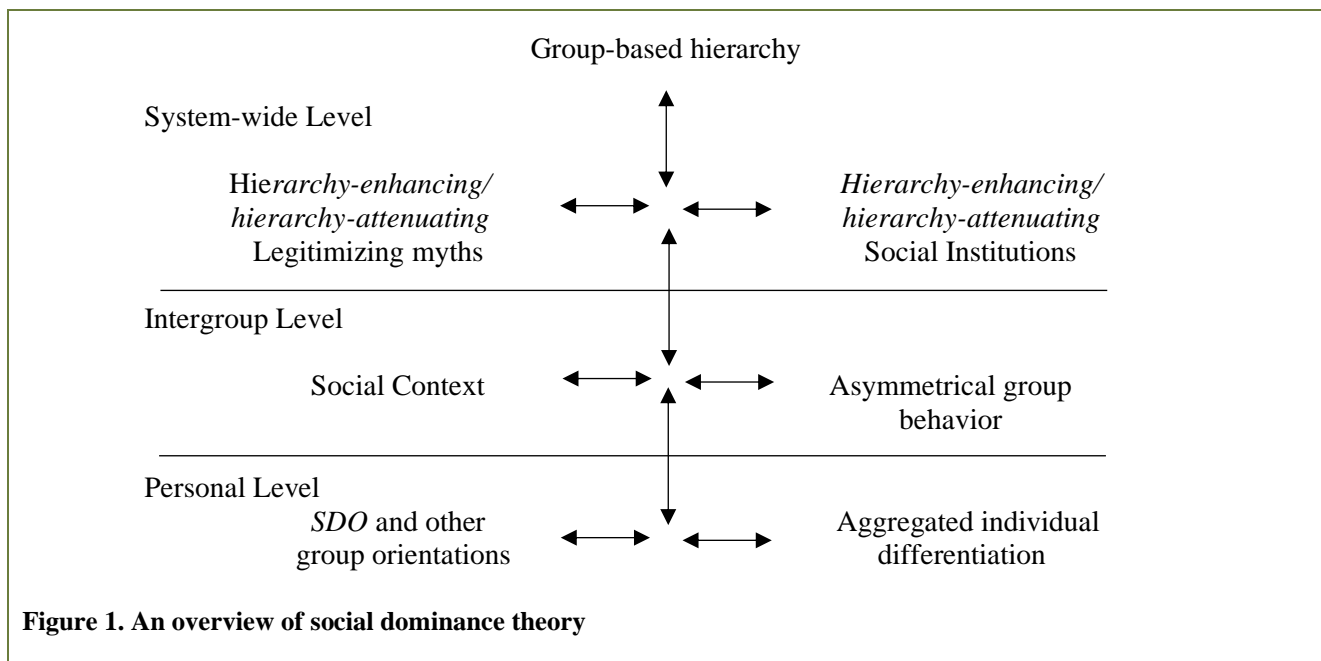 Group-based hierarchy
System-wide Level
Hierarchy-enhancing/
hierarchy-attenuating
Legitimizing myths
Hierarchy-enhancing/
hierarchy-attenuating
Social Institutions
Intergroup Level
Social Context
Asymmetrical group
behavior
Personal Level
SDO and other
group orientations
Aggregated individual
differentiation
Figure 1. An overview of social dominance theory